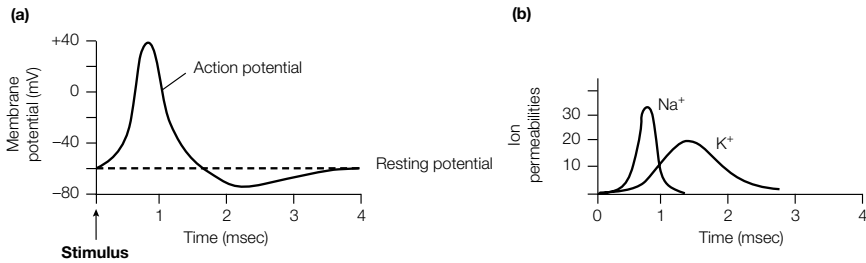 (a)
+40
0
−40
−80
Membrane
potential (mV)
Action potential
Resting potential
1
2
3
4
Time (msec)
Stimulus
(b)
30
20
10
Ion
permeabilities
Na+
K+
0
1
2
3
4
Time (msec)